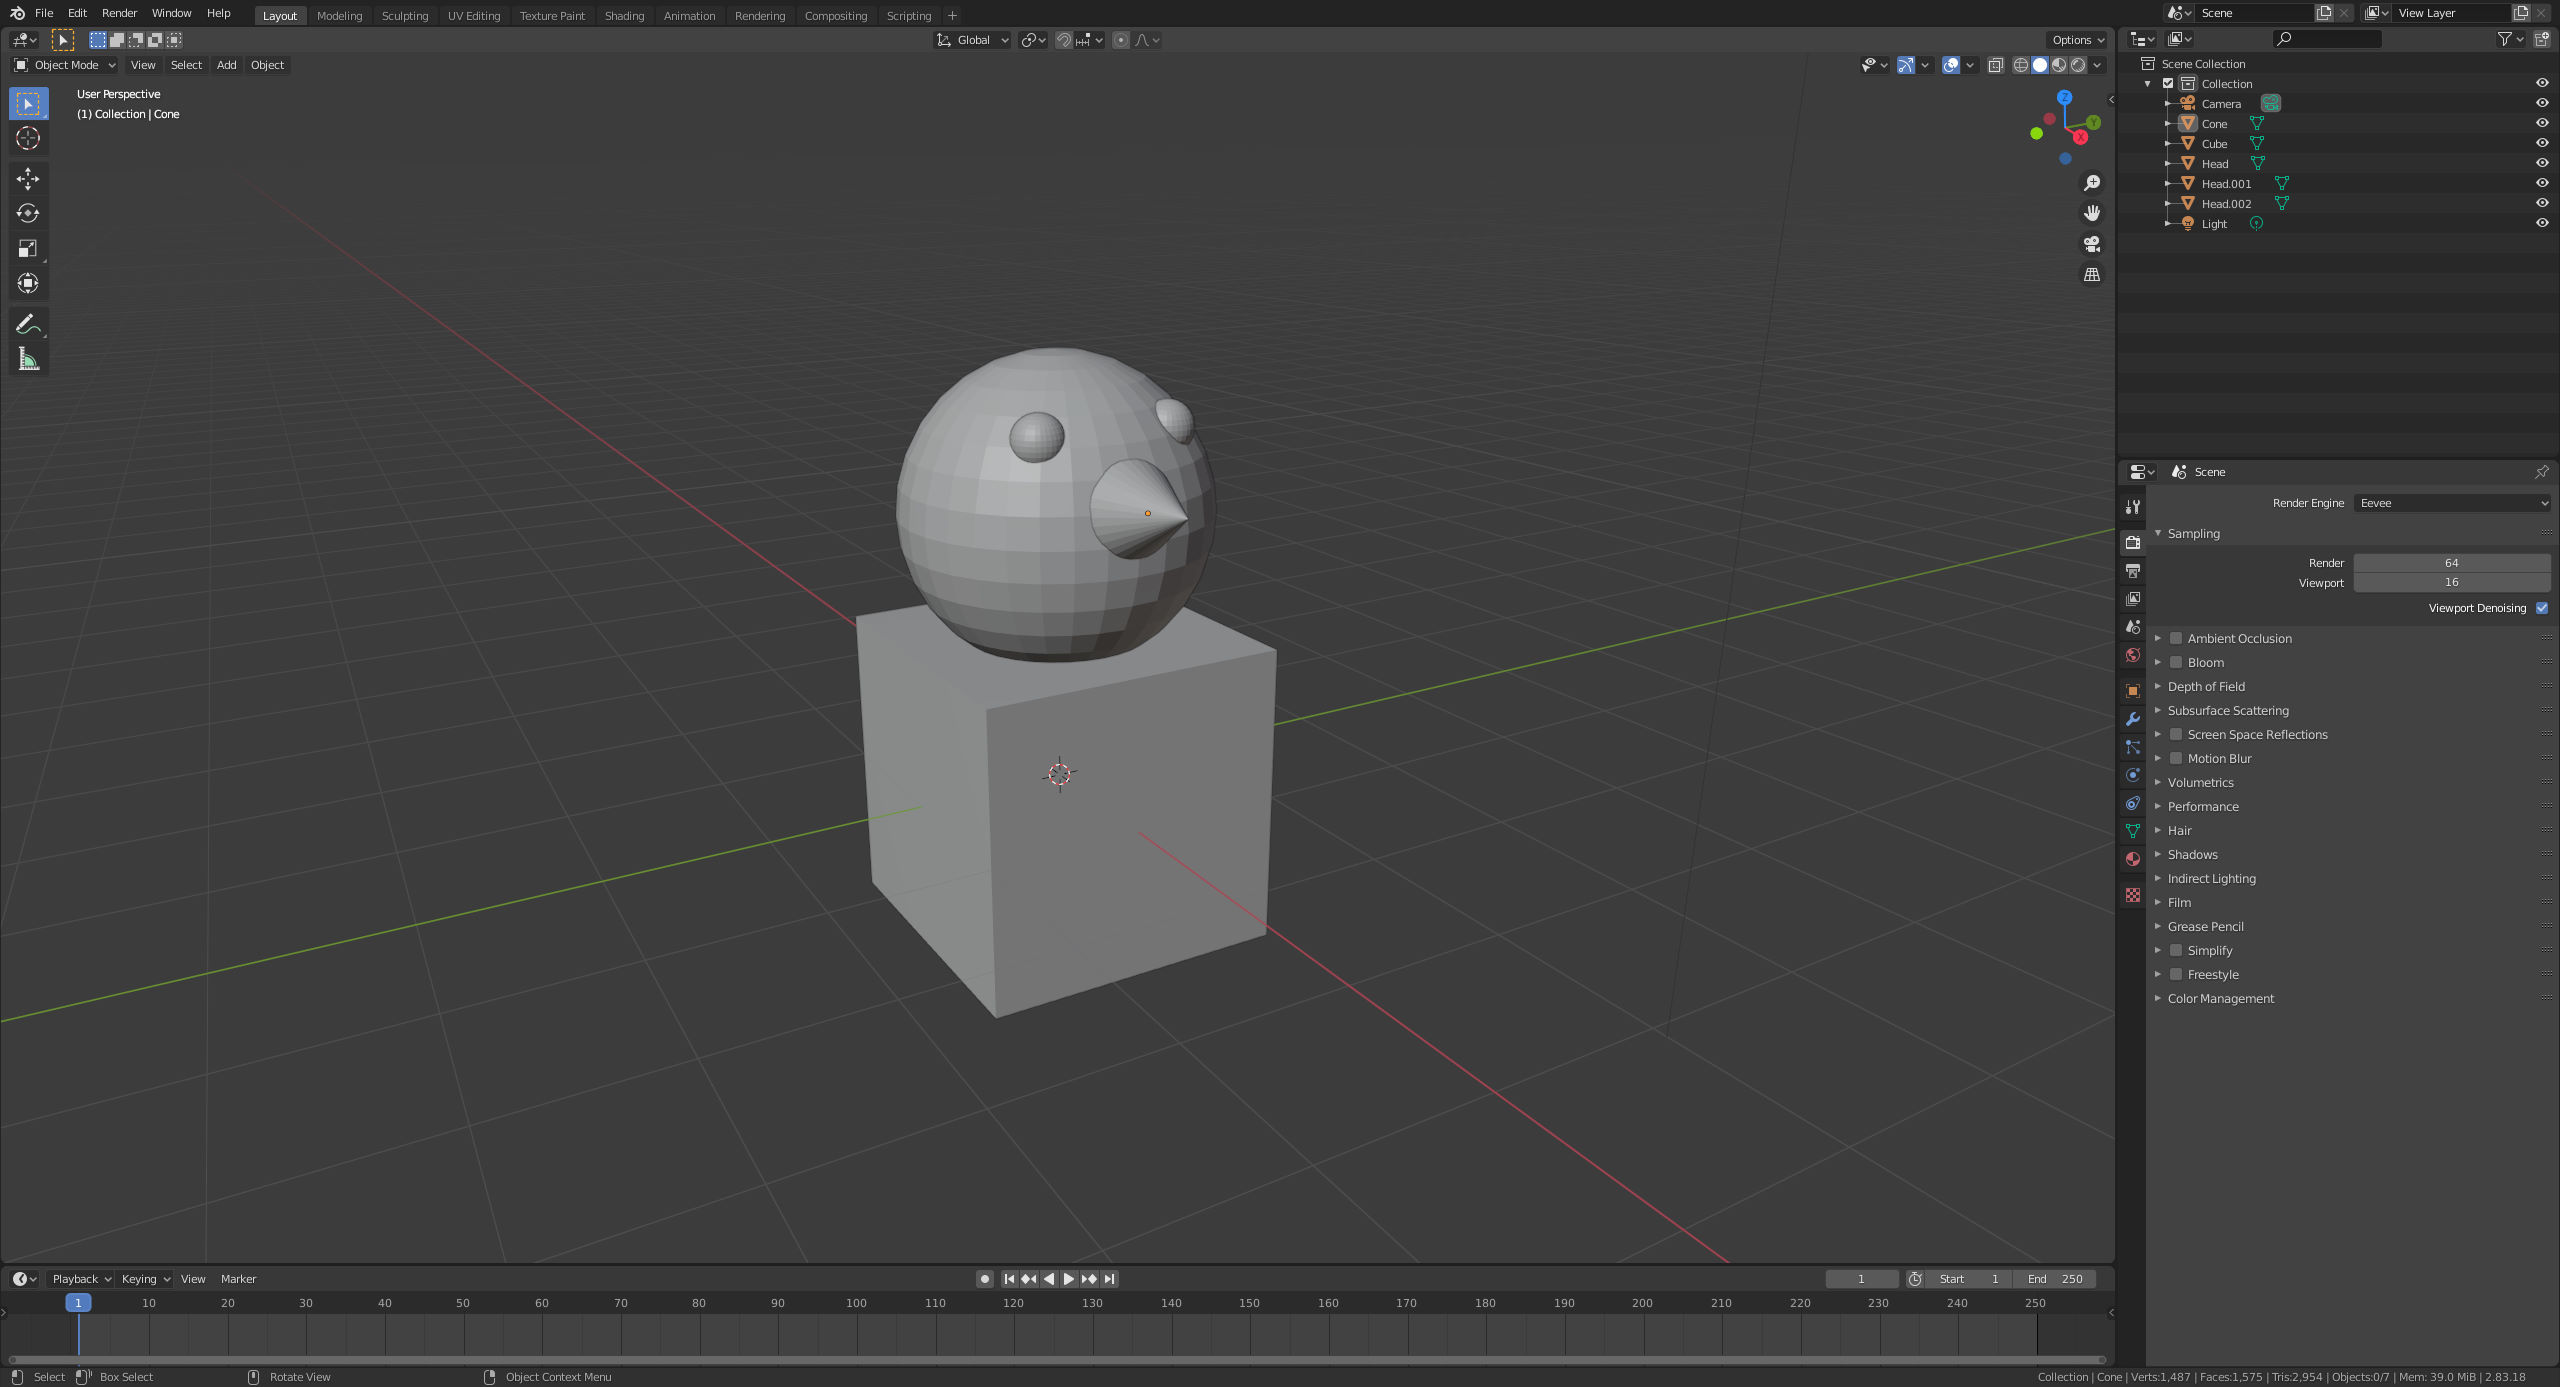 File Edit Render Window Help Layout Modeling Sculpting UV Editing Texture Paint Shading Animation Rendering Compositing Scripting + Scene View Layer
Global Options
Object Mode View Select Add Object
User Perspective
(1) Collection | Cone
Z
Y
X
Scene Collection
Collection
Camera
Cone
Cube
Head
Head.001
Head.002
Light
Scene
Render Engine Eevee
Sampling
Render 64
Viewport 16
Viewport Denoising
Ambient Occlusion
Bloom
Depth of Field
Subsurface Scattering
Screen Space Reflections
Motion Blur
Volumetrics
Performance
Hair
Shadows
Indirect Lighting
Film
Grease Pencil
Simplify
Freestyle
Color Management
Playback Keying View Marker 1 Start 1 End 250
1 10 20 30 40 50 60 70 80 90 100 110 120 130 140 150 160 170 180 190 200 210 220 230 240 250
Select Box Select Rotate View Object Context Menu Collection | Cone | Verts:1,487 | Faces:1,575 | Tris:2,954 | Objects:0/7 | Mem: 39.0 MiB | 2.83.18